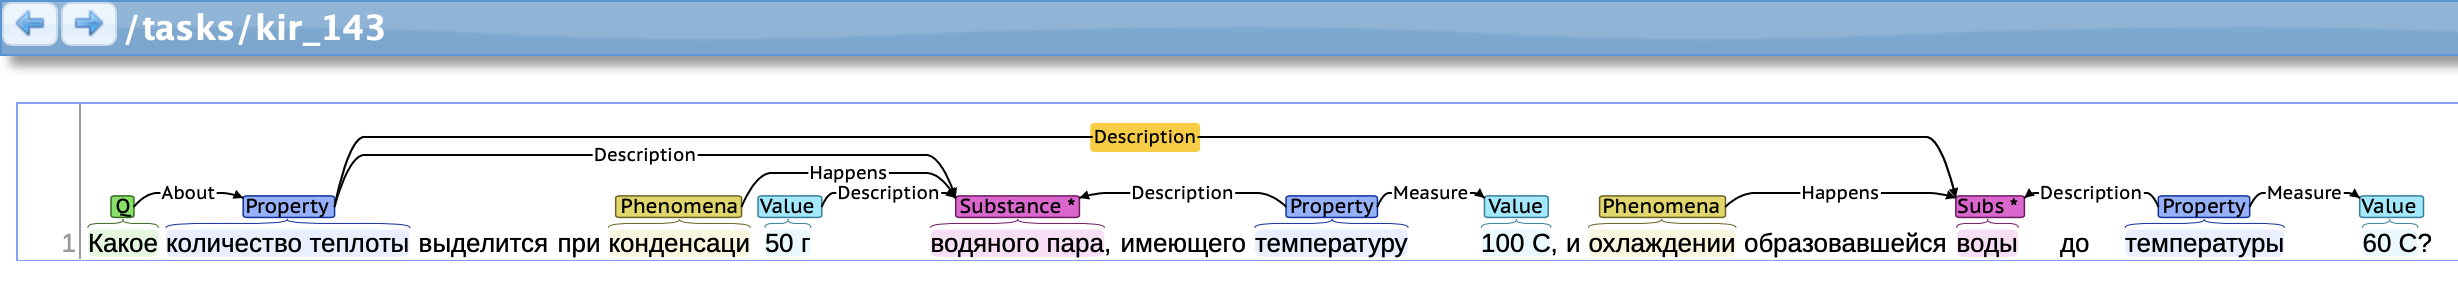 /tasks/kir_143
Description
Description
Happens
About Description Description Measure Happens Description Measure
Q Property Phenomena Value Substance * Property Value Phenomena Subs * Property Value
1 Какое количество теплоты выделится при конденсаци 50 г водяного пара, имеющего температуру 100 С, и охлаждении образовавшейся воды до температуры 60 С?